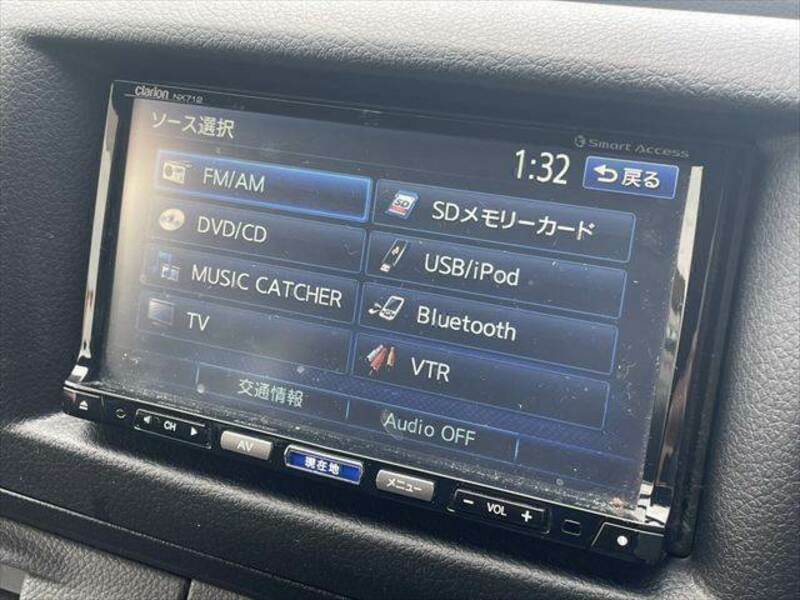 clarion NX712
Smart Access
ソース選択
1:32
戻る
FM/AM
SDメモリーカード
DVD/CD
USB/iPod
MUSIC CATCHER
Bluetooth
TV
VTR
交通情報
Audio OFF
CH
AV
現在地
メニュー
− VOL +